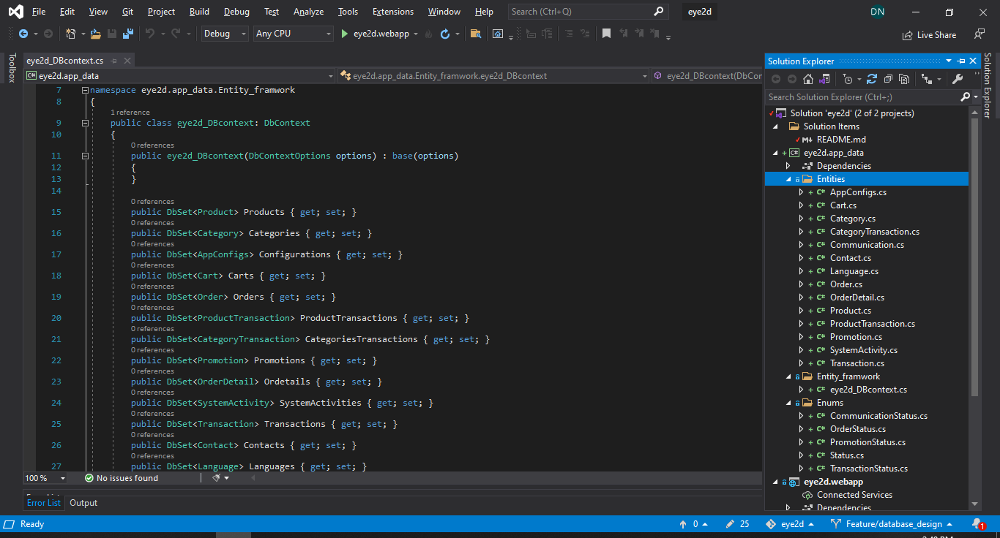 File Edit View Git Project Build Debug Test Analyze Tools Extensions Window Help Search (Ctrl+Q) eye2d DN
Debug Any CPU eye2d.webapp Live Share
Toolbox
eye2d_DBcontext.cs
eye2d.app_data eye2d.app_data.Entity_framwork.eye2d_DBcontext eye2d_DBcontext(DbCon
7 namespace eye2d.app_data.Entity_framwork
8 {
1 reference
9 public class eye2d_DBcontext: DbContext
10 {
0 references
11 public eye2d_DBcontext(DbContextOptions options) : base(options)
12 {
13 }
14
0 references
15 public DbSet<Product> Products { get; set; }
0 references
16 public DbSet<Category> Categories { get; set; }
0 references
17 public DbSet<AppConfigs> Configurations { get; set; }
0 references
18 public DbSet<Cart> Carts { get; set; }
0 references
19 public DbSet<Order> Orders { get; set; }
0 references
20 public DbSet<ProductTransaction> ProductTransactions { get; set; }
0 references
21 public DbSet<CategoryTransaction> CategoriesTransactions { get; set; }
0 references
22 public DbSet<Promotion> Promotions { get; set; }
0 references
23 public DbSet<OrderDetail> Ordetails { get; set; }
0 references
24 public DbSet<SystemActivity> SystemActivities { get; set; }
0 references
25 public DbSet<Transaction> Transactions { get; set; }
0 references
26 public DbSet<Contact> Contacts { get; set; }
0 references
27 public DbSet<Language> Languages { get; set; }
100 % No issues found
Error List Output
Solution Explorer
Search Solution Explorer (Ctrl+;)
Solution 'eye2d' (2 of 2 projects)
Solution Items
README.md
eye2d.app_data
Dependencies
Entities
AppConfigs.cs
Cart.cs
Category.cs
CategoryTransaction.cs
Communication.cs
Contact.cs
Language.cs
Order.cs
OrderDetail.cs
Product.cs
ProductTransaction.cs
Promotion.cs
SystemActivity.cs
Transaction.cs
Entity_framwork
eye2d_DBcontext.cs
Enums
CommunicationStatus.cs
OrderStatus.cs
PromotionStatus.cs
Status.cs
TransactionStatus.cs
eye2d.webapp
Connected Services
Dependencies
Solution Explorer
Ready 0 25 eye2d Feature/database_design 1